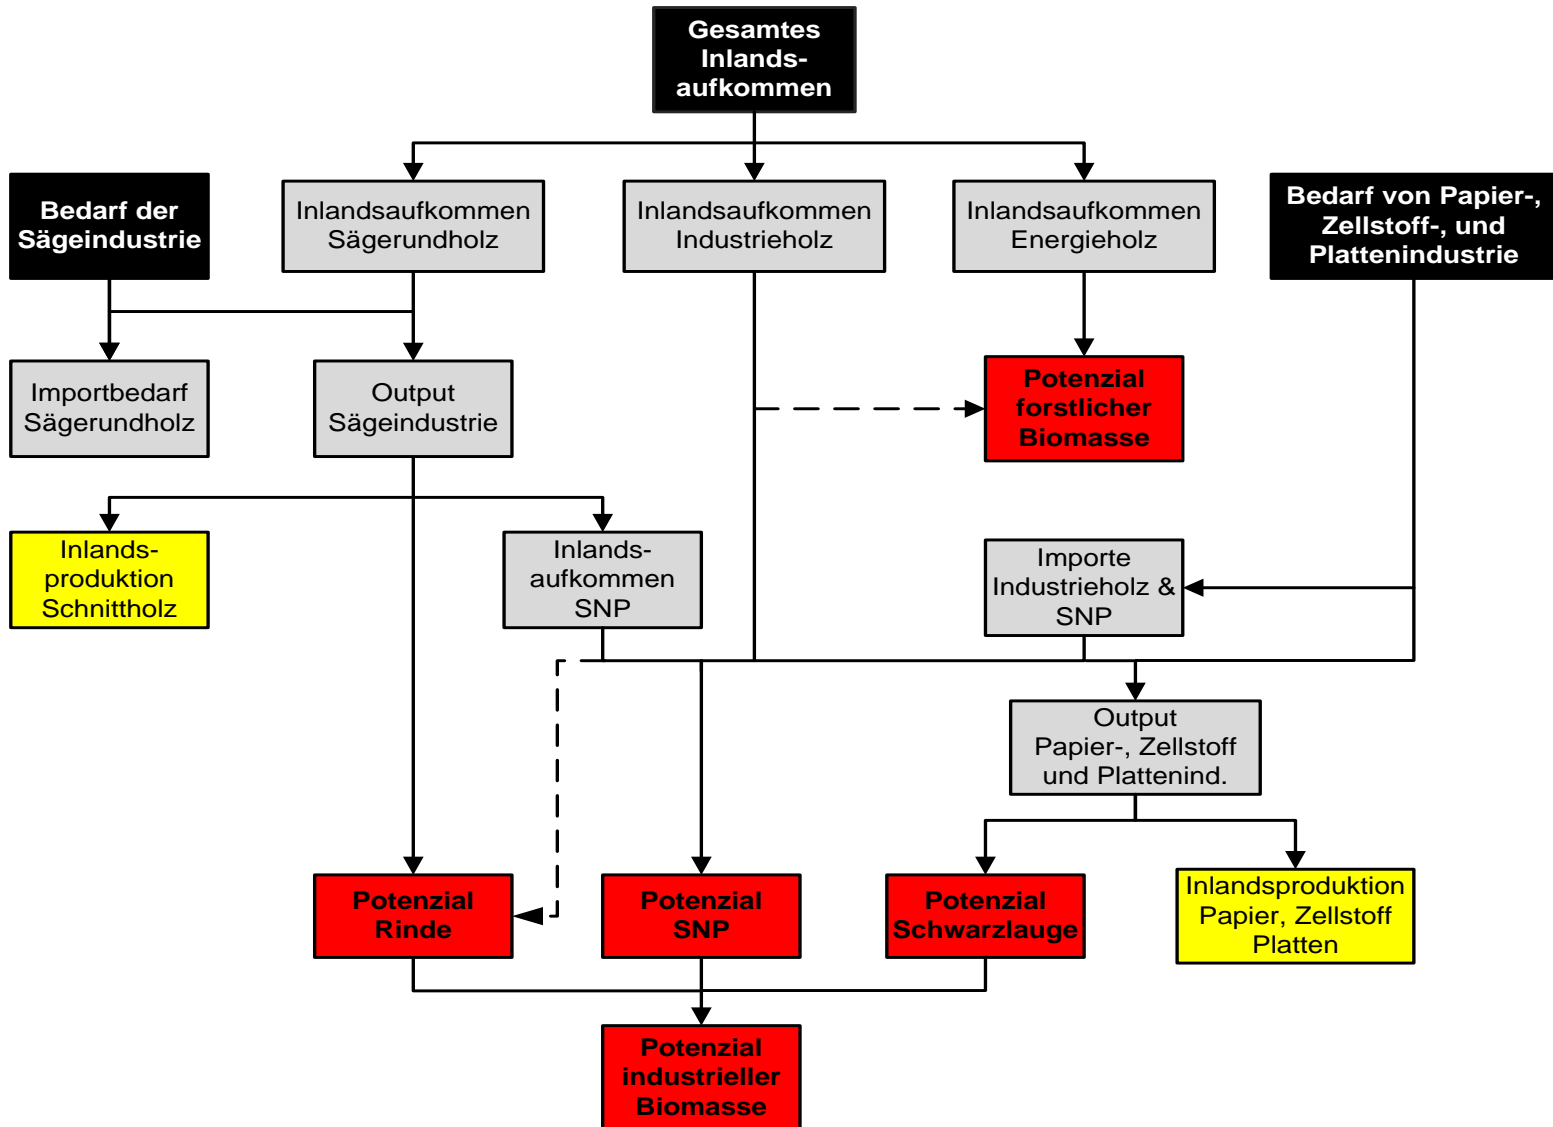 Gesamtes
Inlands-
aufkommen
Bedarf der
Sägeindustrie
Inlandsaufkommen
Sägerundholz
Inlandsaufkommen
Industrieholz
Inlandsaufkommen
Energieholz
Bedarf von Papier-,
Zellstoff-, und
Plattenindustrie
Importbedarf
Sägerundholz
Output
Sägeindustrie
Potenzial
forstlicher
Biomasse
Inlands-
produktion
Schnittholz
Inlands-
aufkommen
SNP
Importe
Industrieholz &
SNP
Output
Papier-, Zellstoff
und Plattenind.
Potenzial
Rinde
Potenzial
SNP
Potenzial
Schwarzlauge
Inlandsproduktion
Papier, Zellstoff
Platten
Potenzial
industrieller
Biomasse